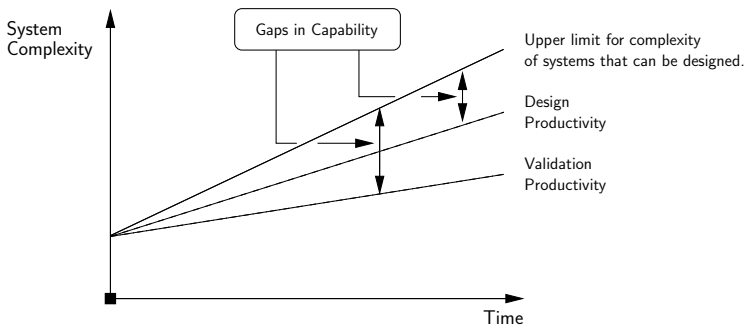 System
Complexity
Gaps in Capability
Upper limit for complexity
of systems that can be designed.
Design
Productivity
Validation
Productivity
Time